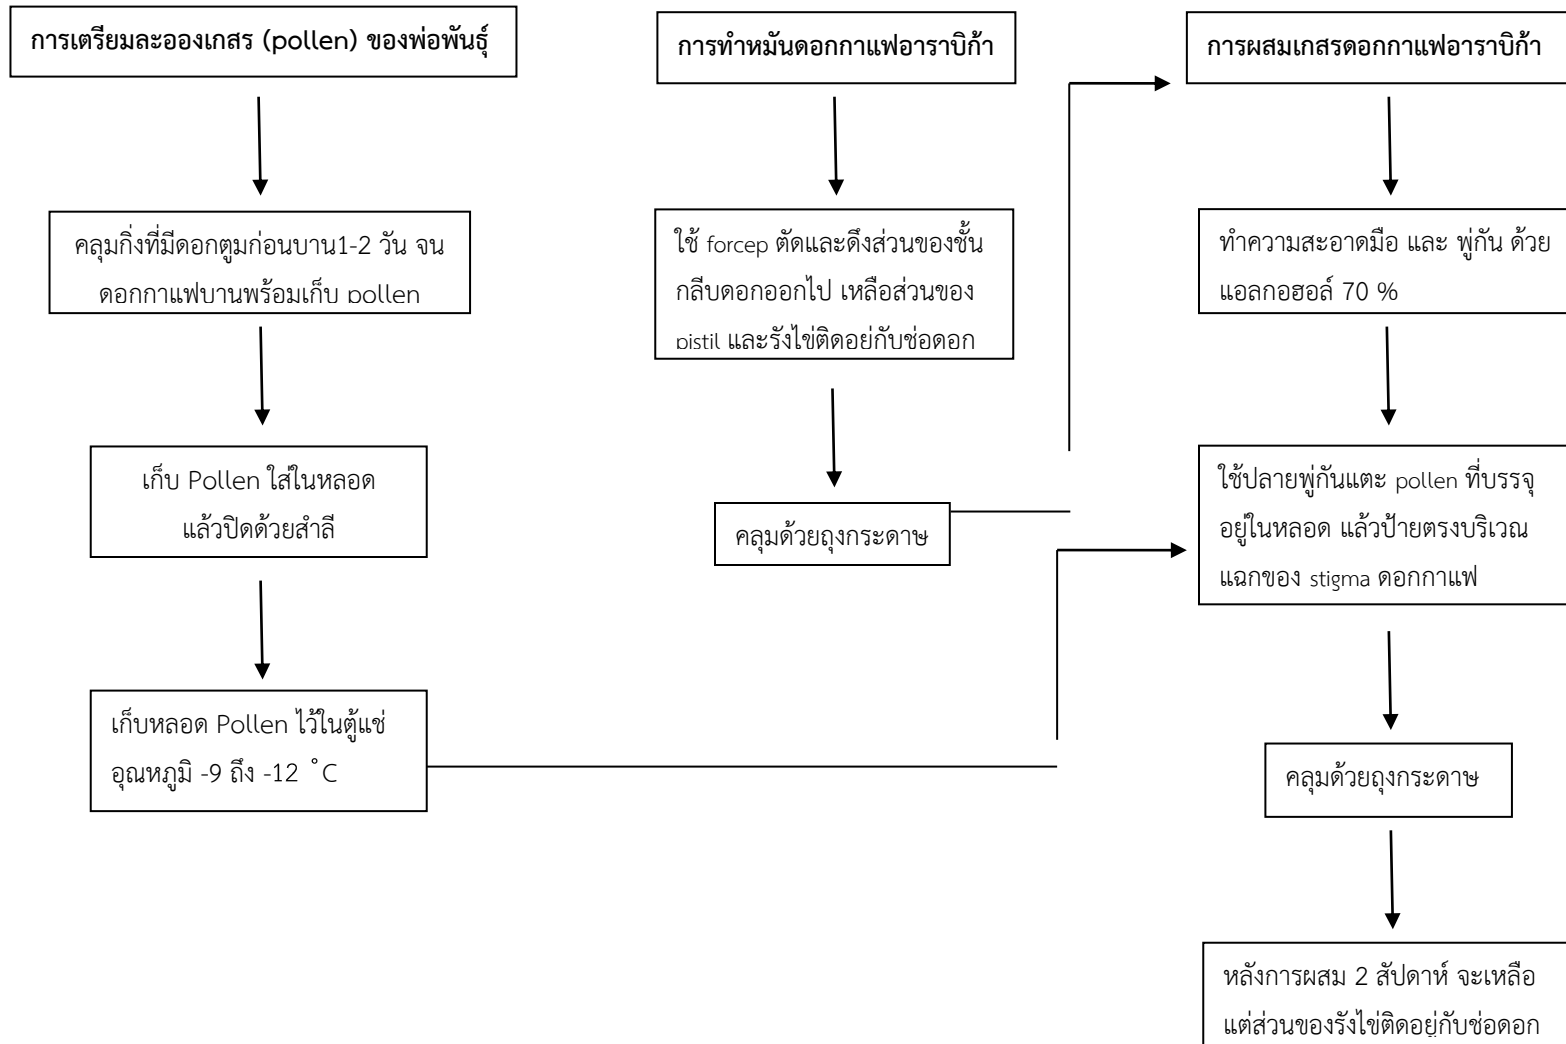 การเตรียมละอองเกสร (pollen) ของพ่อพันธุ์
คลุมกิ่งที่มีดอกตูมก่อนบาน1-2 วัน จน
ดอกกาแฟบานพร้อมเก็บ pollen
เก็บ Pollen ใส่ในหลอด
แล้วปิดด้วยสำลี
เก็บหลอด Pollen ไว้ในตู้แช่
อุณหภูมิ -9 ถึง -12 ˚C
การทำหมันดอกกาแฟอาราบิก้า
ใช้ forcep ตัดและดึงส่วนของชั้น
กลีบดอกออกไป เหลือส่วนของ
pistil และรังไข่ติดอยู่กับช่อดอก
คลุมด้วยถุงกระดาษ
การผสมเกสรดอกกาแฟอาราบิก้า
ทำความสะอาดมือ และ พู่กัน ด้วย
แอลกอฮอล์ 70 %
ใช้ปลายพู่กันแตะ pollen ที่บรรจุ
อยู่ในหลอด แล้วป้ายตรงบริเวณ
แฉกของ stigma ดอกกาแฟ
คลุมด้วยถุงกระดาษ
หลังการผสม 2 สัปดาห์ จะเหลือ
แต่ส่วนของรังไข่ติดอยู่กับช่อดอก